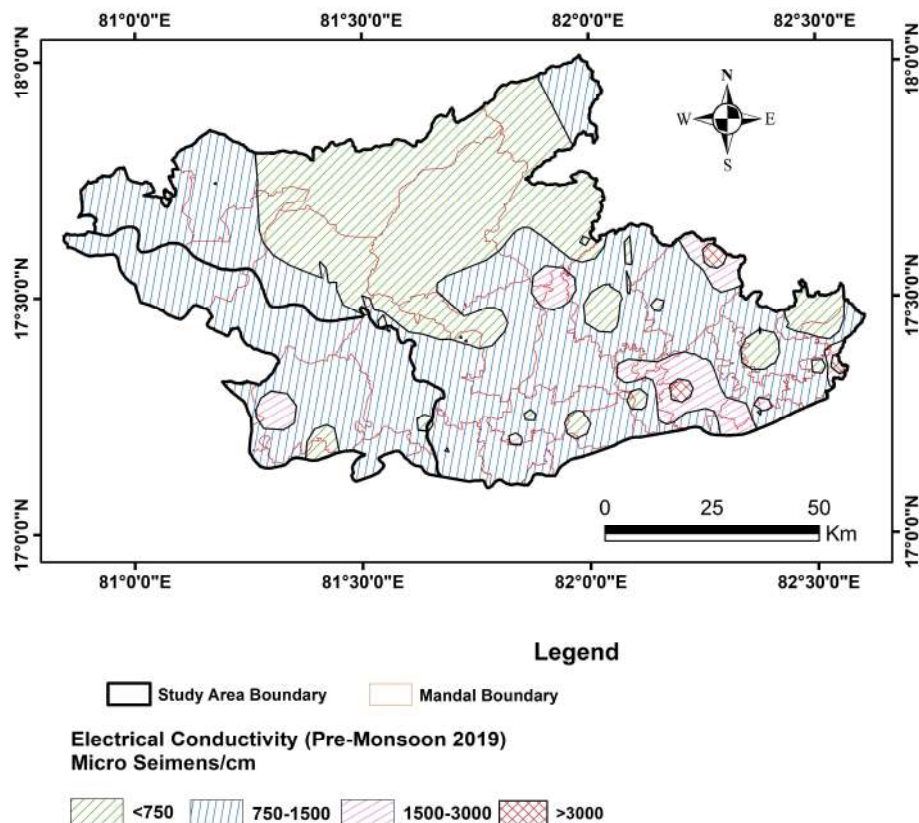 81°0'0"E 81°30'0"E 82°0'0"E 82°30'0"E
18°0'0"N 18°0'0"N
N
W E
S
17°30'0"N 17°30'0"N
0 25 50
Km
17°0'0"N 17°0'0"N
81°0'0"E 81°30'0"E 82°0'0"E 82°30'0"E
Legend
Study Area Boundary Mandal Boundary
Electrical Conductivity (Pre-Monsoon 2019)
Micro Seimens/cm
<750 750-1500 1500-3000 >3000